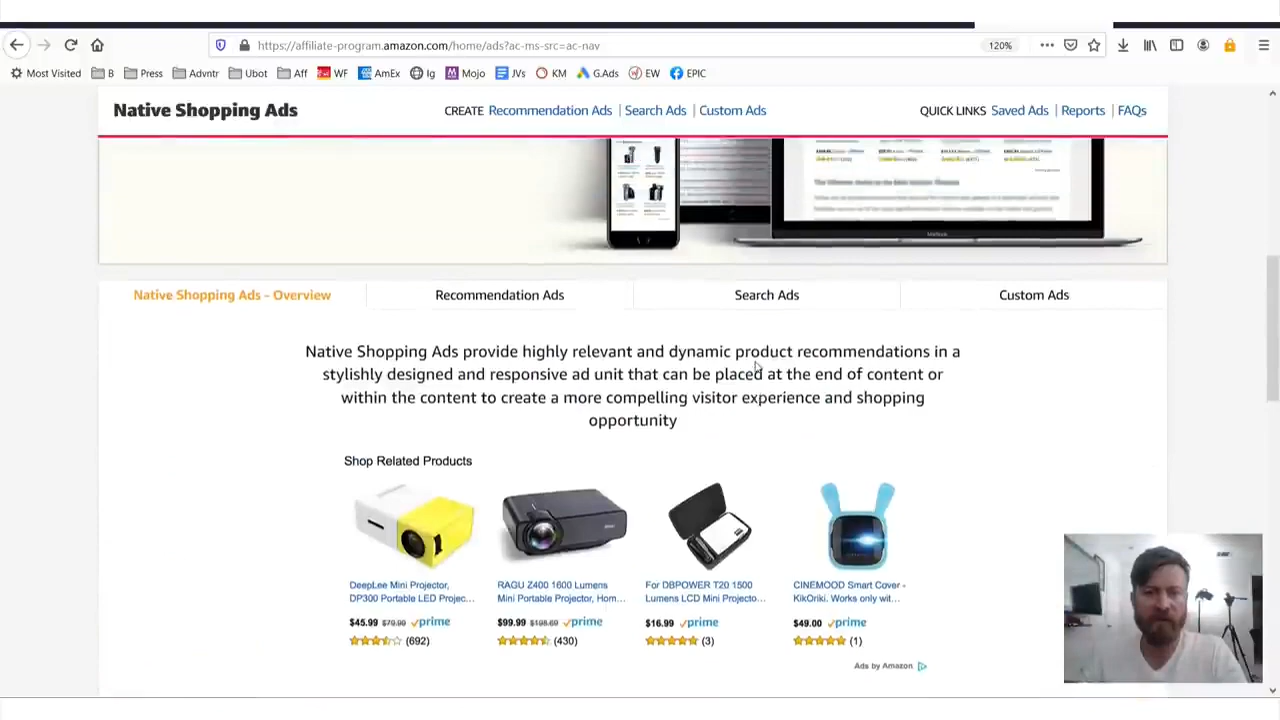 https://affiliate-program.amazon.com/home/ads?ac-ms-src=ac-nav
120%
Most Visited B Press Advntr Ubot Aff WF AmEx Ig Mojo JVs KM G.Ads EW EPIC
Native Shopping Ads CREATE Recommendation Ads | Search Ads | Custom Ads QUICK LINKS Saved Ads | Reports | FAQs
Native Shopping Ads - Overview Recommendation Ads Search Ads Custom Ads
Native Shopping Ads provide highly relevant and dynamic product recommendations in a
stylishly designed and responsive ad unit that can be placed at the end of content or
within the content to create a more compelling visitor experience and shopping
opportunity
Shop Related Products
DeepLee Mini Projector, RAGU Z400 1600 Lumens For DBPOWER T20 1500 CINEMOOD Smart Cover -
DP300 Portable LED Projec... Mini Portable Projector, Hom... Lumens LCD Mini Projecto... KikOriki. Works only wit...
$45.99 $79.99 prime $99.99 $198.69 prime $16.99 prime $49.00 prime
(692) (430) (3) (1)
Ads by Amazon